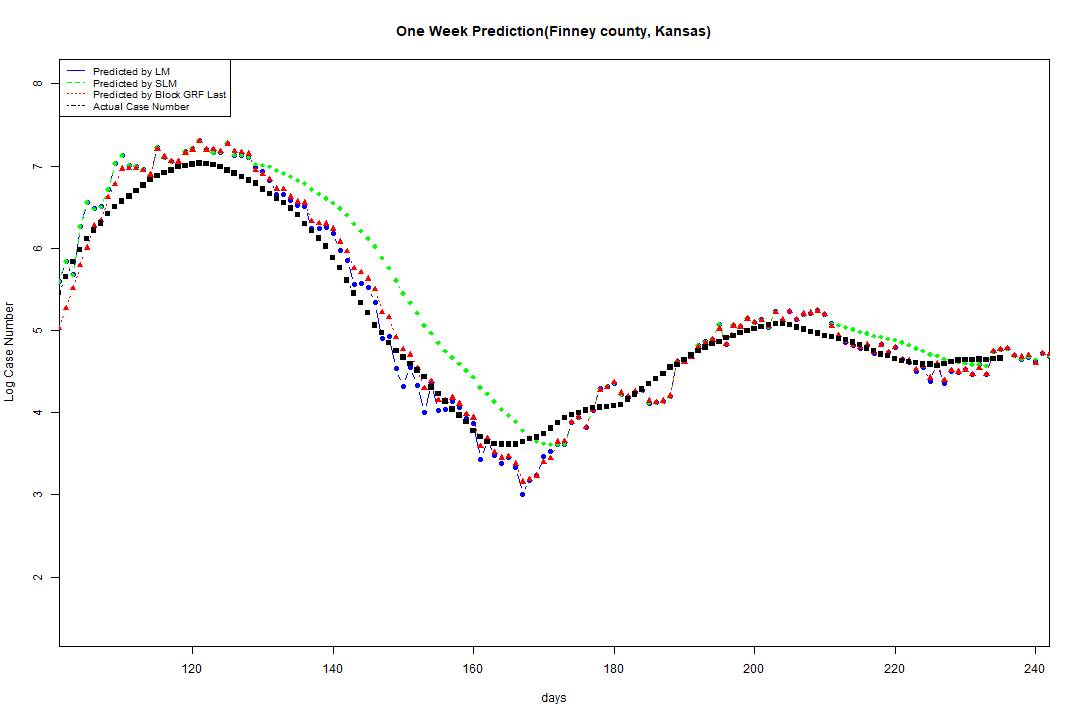 One Week Prediction(Finney county, Kansas)
Predicted by LM
Predicted by SLM
Predicted by Block GRF Last
Actual Case Number
8
7
6
5
4
3
2
Log Case Number
120 140 160 180 200 220 240
days